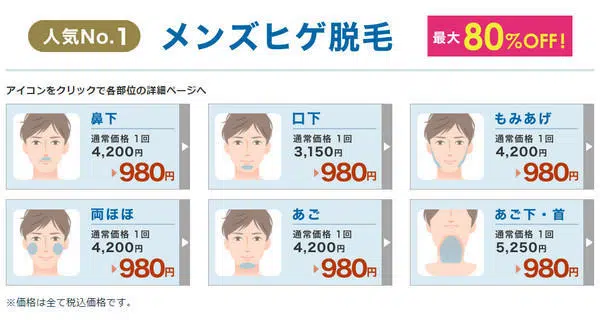 人気No.1 メンズヒゲ脱毛 最大80%OFF!
アイコンをクリックで各部位の詳細ページへ
鼻下
通常価格 1回
4,200円
980円
口下
通常価格 1回
3,150円
980円
もみあげ
通常価格 1回
4,200円
980円
両ほほ
通常価格 1回
4,200円
980円
あご
通常価格 1回
4,200円
980円
あご下・首
通常価格 1回
5,250円
980円
※価格は全て税込価格です。